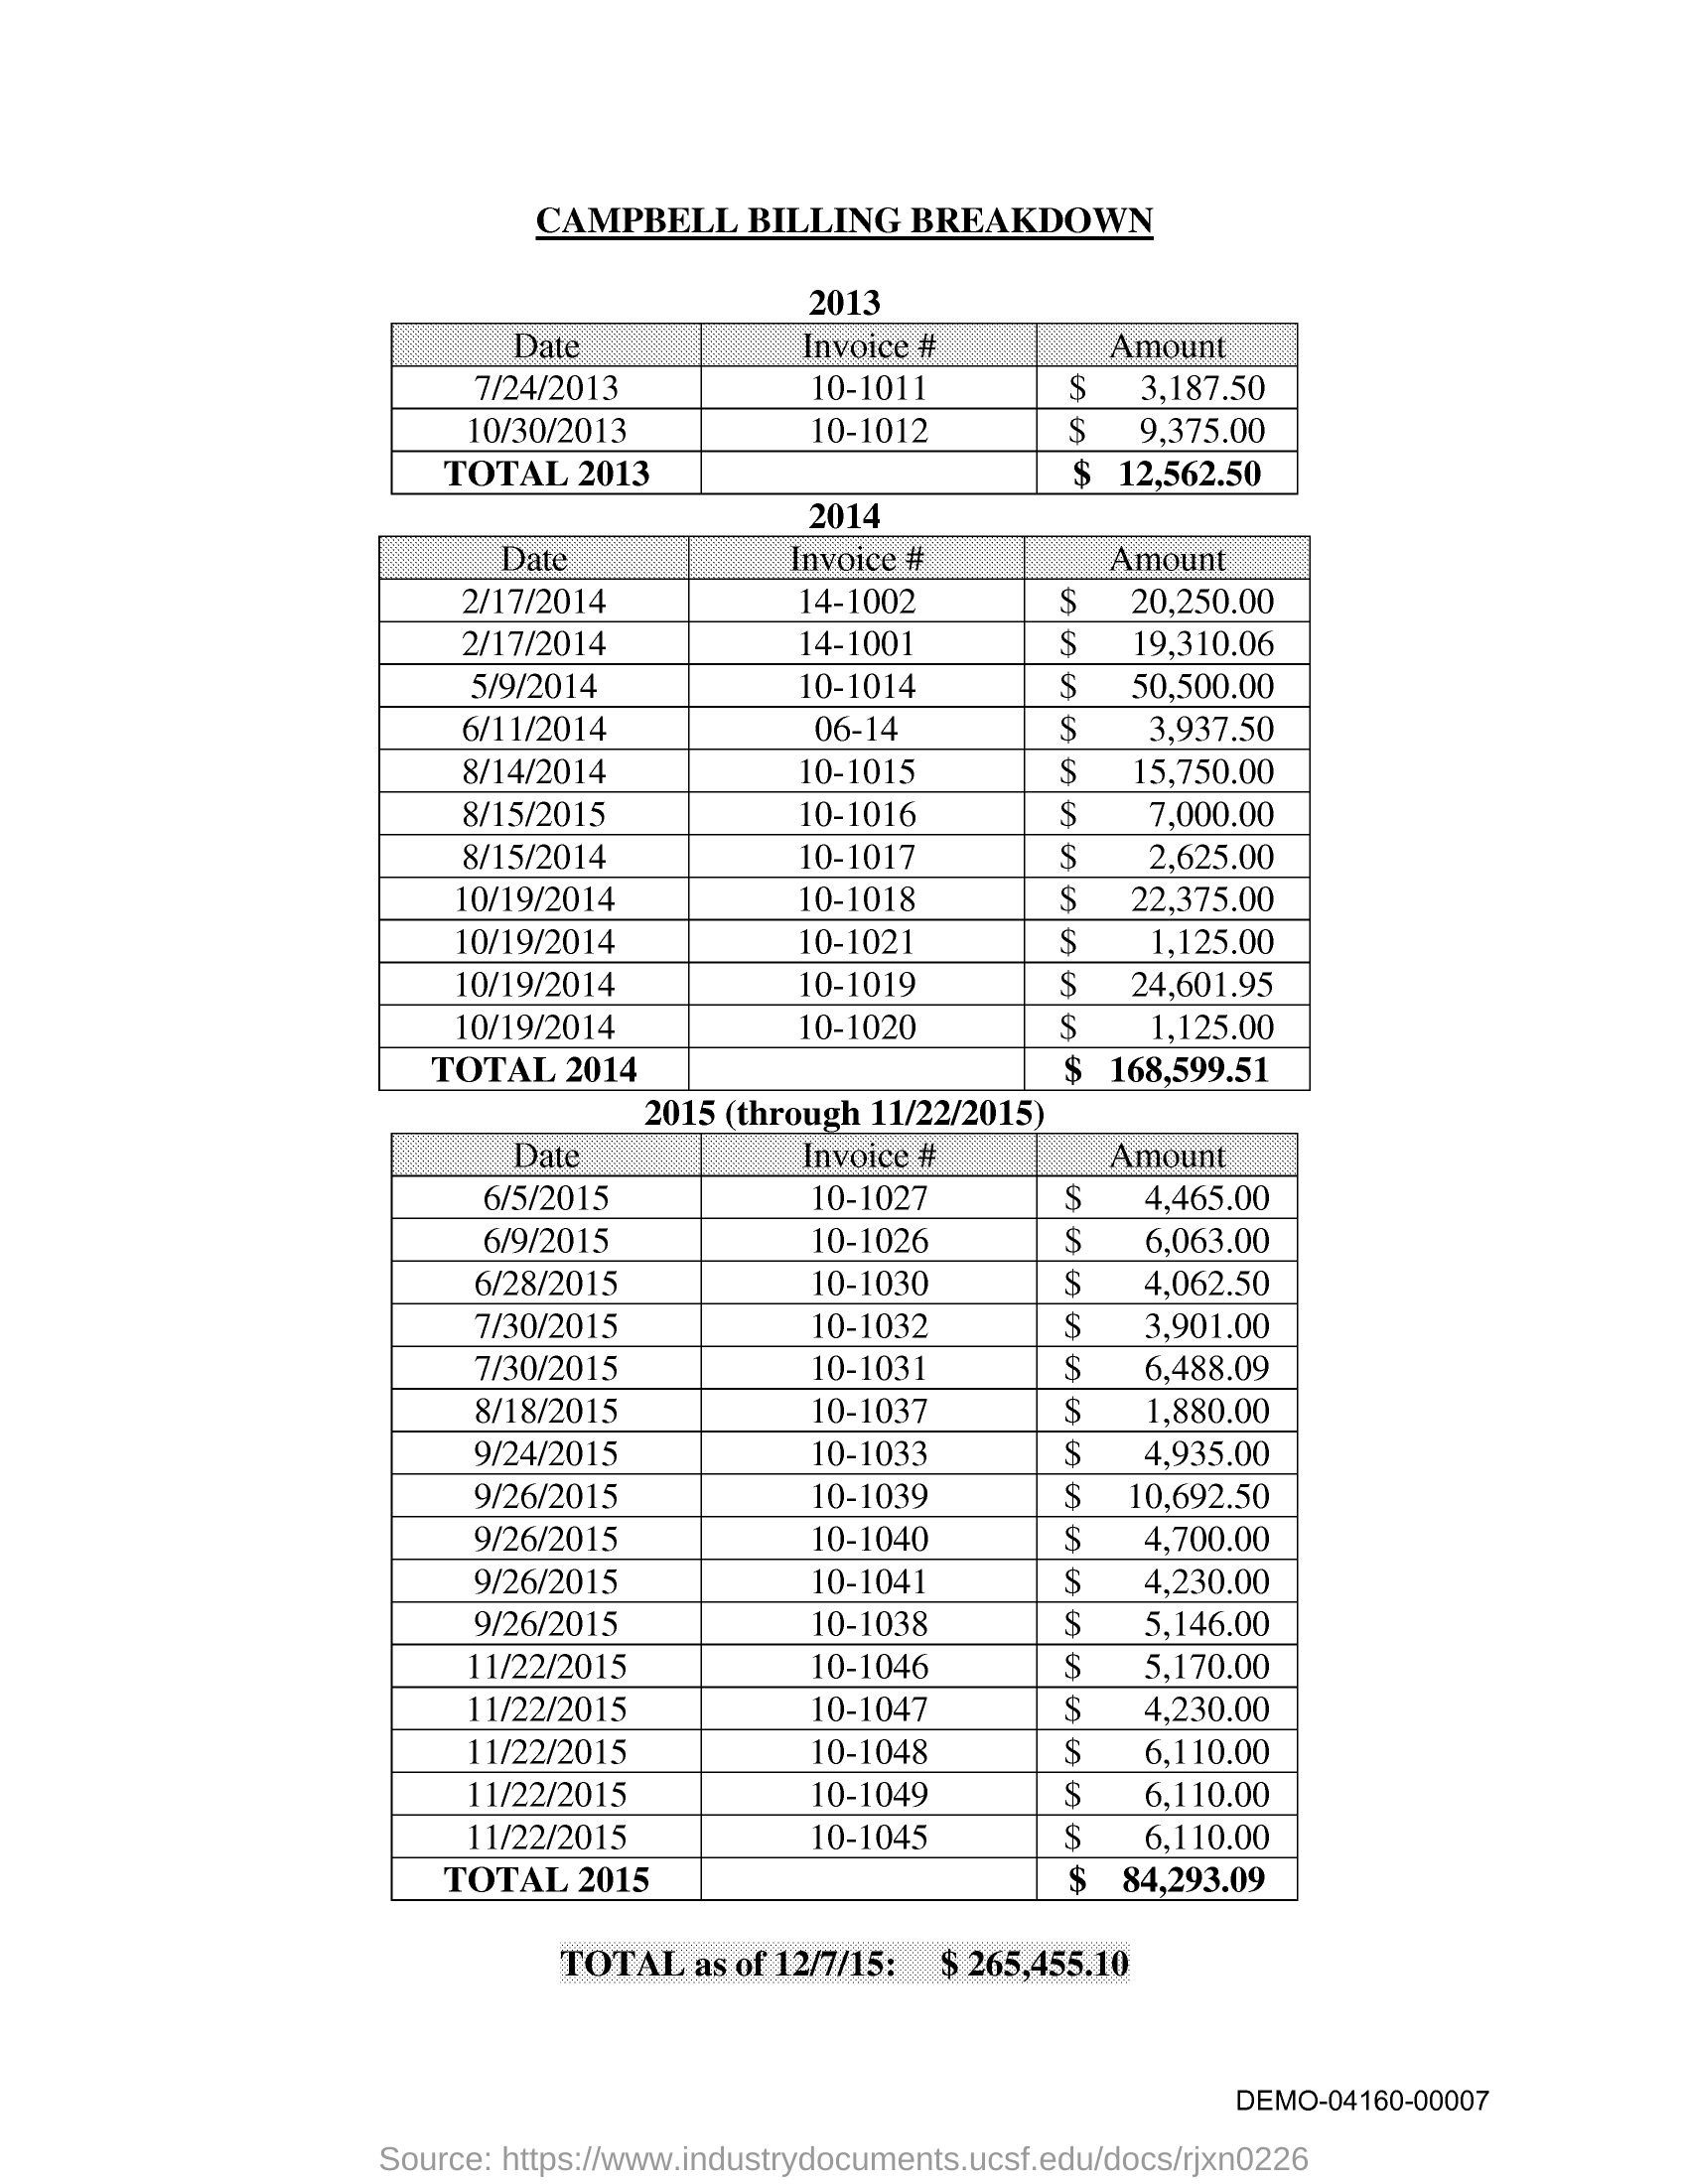 CAMPBELL BILLING BREAKDOWN
2013
Date Invoice # Amount
7/24/2013 10-1011 $ 3,187.50
10/30/2013 10-1012 $ 9,375.00
TOTAL 2013 $ 12,562.50
2014
Date Invoice # Amount
2/17/2014 14-1002 $ 20,250.00
2/17/2014 14-1001 $ 19,310.06
5/9/2014 10-1014 $ 50,500.00
6/11/2014 06-14 $ 3,937.50
8/14/2014 10-1015 $ 15,750.00
8/15/2015 10-1016 $ 7,000.00
8/15/2014 10-1017 $ 2,625.00
10/19/2014 10-1018 $ 22,375.00
10/19/2014 10-1021 $ 1,125.00
10/19/2014 10-1019 $ 24,601.95
10/19/2014 10-1020 $ 1,125.00
TOTAL 2014 $ 168,599.51
2015 (through 11/22/2015)
Date Invoice # Amount
6/5/2015 10-1027 $ 4,465.00
6/9/2015 10-1026 $ 6,063.00
6/28/2015 10-1030 $ 4,062.50
7/30/2015 10-1032 $ 3,901.00
7/30/2015 10-1031 $ 6,488.09
8/18/2015 10-1037 $ 1,880.00
9/24/2015 10-1033 $ 4,935.00
9/26/2015 10-1039 $ 10,692.50
9/26/2015 10-1040 $ 4,700.00
9/26/2015 10-1041 $ 4,230.00
9/26/2015 10-1038 $ 5,146.00
11/22/2015 10-1046 $ 5,170.00
11/22/2015 10-1047 $ 4,230.00
11/22/2015 10-1048 $ 6,110.00
11/22/2015 10-1049 $ 6,110.00
11/22/2015 10-1045 $ 6,110.00
TOTAL 2015 $ 84,293.09
TOTAL as of 12/7/15: $ 265,455.10
DEMO-04160-00007
Source: https://www.industrydocuments.ucsf.edu/docs/rjxn0226